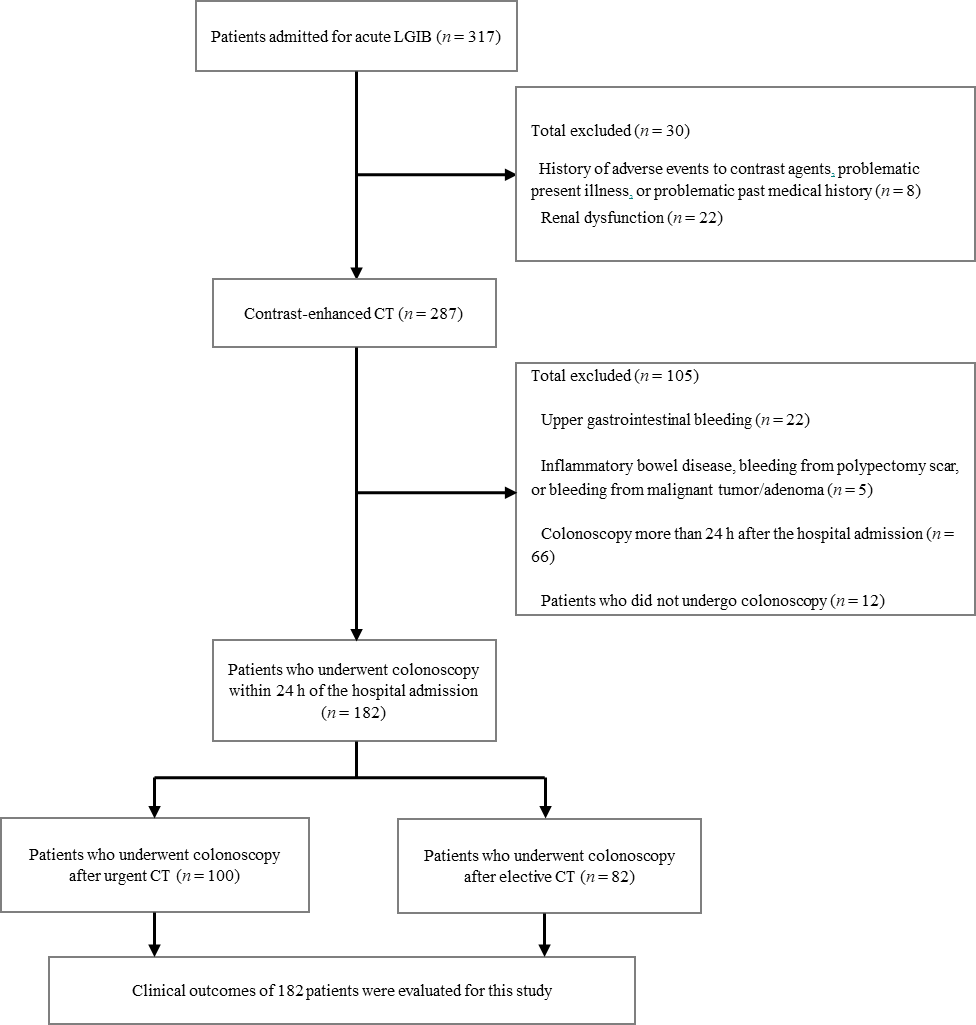 Patients admitted for acute LGIB (n = 317)
Total excluded (n = 30)
History of adverse events to contrast agents, problematic
present illness, or problematic past medical history (n = 8)
Renal dysfunction (n = 22)
Contrast-enhanced CT (n = 287)
Total excluded (n = 105)
Upper gastrointestinal bleeding (n = 22)
Inflammatory bowel disease, bleeding from polypectomy scar,
or bleeding from malignant tumor/adenoma (n = 5)
Colonoscopy more than 24 h after the hospital admission (n =
66)
Patients who did not undergo colonoscopy (n = 12)
Patients who underwent colonoscopy
within 24 h of the hospital admission
(n = 182)
Patients who underwent colonoscopy
after urgent CT (n = 100)
Patients who underwent colonoscopy
after elective CT (n = 82)
Clinical outcomes of 182 patients were evaluated for this study